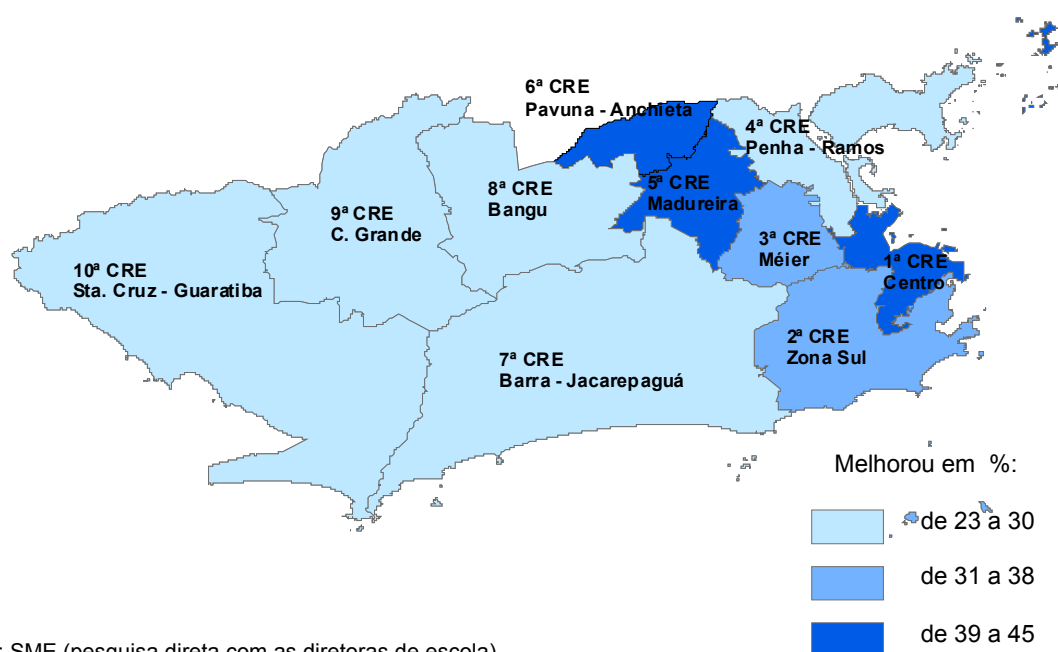 6ª CRE
Pavuna - Anchieta
4ª CRE
Penha - Ramos
8ª CRE
Bangu
5ª CRE
Madureira
9ª CRE
C. Grande
3ª CRE
Méier
1ª CRE
Centro
10ª CRE
Sta. Cruz - Guaratiba
2ª CRE
Zona Sul
7ª CRE
Barra - Jacarepaguá
Melhorou em %:
de 23 a 30
de 31 a 38
de 39 a 45
: SME (pesquisa direta com as diretoras de escola)